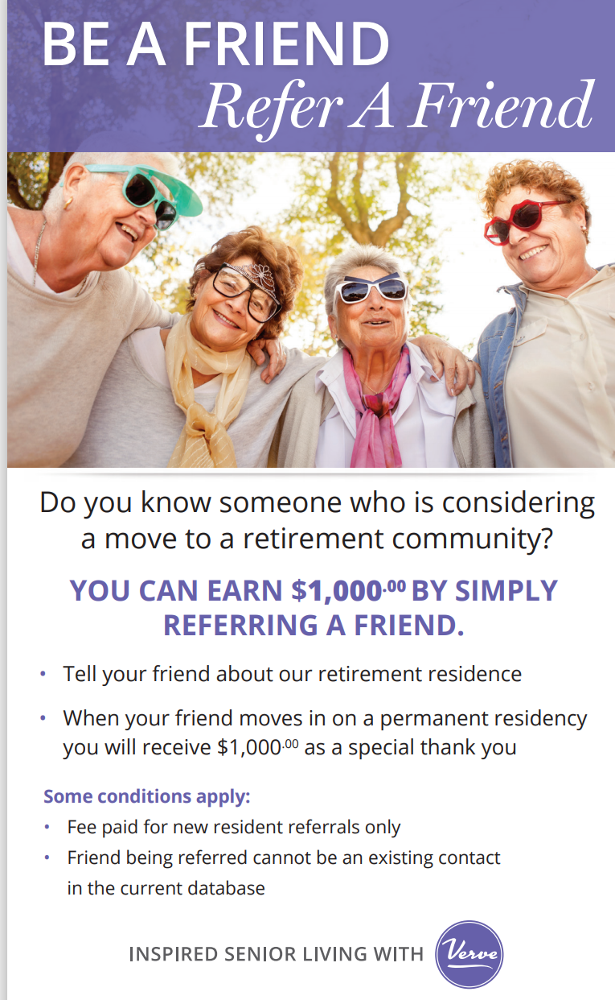 BE A FRIEND
Refer A Friend
Do you know someone who is considering
a move to a retirement community?
YOU CAN EARN $1,000.00 BY SIMPLY
REFERRING A FRIEND.
• Tell your friend about our retirement residence
• When your friend moves in on a permanent residency
you will receive $1,000.00 as a special thank you
Some conditions apply:
• Fee paid for new resident referrals only
• Friend being referred cannot be an existing contact
in the current database
INSPIRED SENIOR LIVING WITH Verve